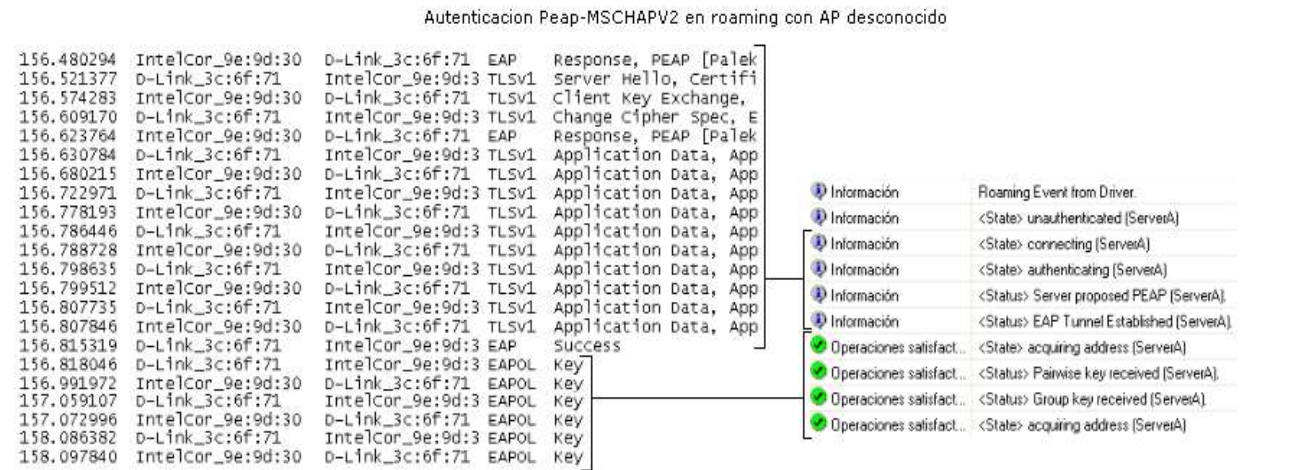 Autenticacion Peap-MSCHAPV2 en roaming con AP desconocido
156.480294 IntelCor_9e:9d:30 D-Link_3c:6f:71 EAP Response, PEAP [Palek
156.521377 D-Link_3c:6f:71 IntelCor_9e:9d:3 TLSv1 Server Hello, Certifi
156.574283 IntelCor_9e:9d:30 D-Link_3c:6f:71 TLSv1 Client Key Exchange,
156.609170 D-Link_3c:6f:71 IntelCor_9e:9d:3 TLSv1 Change Cipher Spec, E
156.623764 IntelCor_9e:9d:30 D-Link_3c:6f:71 EAP Response, PEAP [Palek
156.630784 D-Link_3c:6f:71 IntelCor_9e:9d:3 TLSv1 Application Data, App
156.680215 IntelCor_9e:9d:30 D-Link_3c:6f:71 TLSv1 Application Data, App
156.722971 D-Link_3c:6f:71 IntelCor_9e:9d:3 TLSv1 Application Data, App
156.778193 IntelCor_9e:9d:30 D-Link_3c:6f:71 TLSv1 Application Data, App
156.786446 D-Link_3c:6f:71 IntelCor_9e:9d:3 TLSv1 Application Data, App
156.788728 IntelCor_9e:9d:30 D-Link_3c:6f:71 TLSv1 Application Data, App
156.798635 D-Link_3c:6f:71 IntelCor_9e:9d:3 TLSv1 Application Data, App
156.799512 IntelCor_9e:9d:30 D-Link_3c:6f:71 TLSv1 Application Data, App
156.807735 D-Link_3c:6f:71 IntelCor_9e:9d:3 TLSv1 Application Data, App
156.807846 IntelCor_9e:9d:30 D-Link_3c:6f:71 TLSv1 Application Data, App
156.815319 D-Link_3c:6f:71 IntelCor_9e:9d:3 EAP Success
156.818046 D-Link_3c:6f:71 IntelCor_9e:9d:3 EAPOL Key
156.991972 IntelCor_9e:9d:30 D-Link_3c:6f:71 EAPOL Key
157.059107 D-Link_3c:6f:71 IntelCor_9e:9d:3 EAPOL Key
157.072996 IntelCor_9e:9d:30 D-Link_3c:6f:71 EAPOL Key
158.086382 D-Link_3c:6f:71 IntelCor_9e:9d:3 EAPOL Key
158.097840 IntelCor_9e:9d:30 D-Link_3c:6f:71 EAPOL Key
Información Roaming Event from Driver.
Información <State> unauthenticated (ServerA)
Información <State> connecting (ServerA)
Información <State> authenticating (ServerA)
Información <Status> Server proposed PEAP (ServerA).
Información <Status> EAP Tunnel Established (ServerA).
Operaciones satisfact... <State> acquiring address (ServerA)
Operaciones satisfact... <Status> Pairwise key received (ServerA).
Operaciones satisfact... <Status> Group key received (ServerA).
Operaciones satisfact... <State> acquiring address (ServerA)